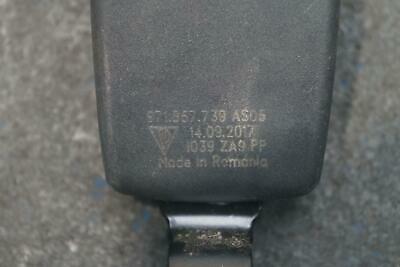 971.857.739 AS05
14.09.2017
1039 ZA9 PP
Made in Romania